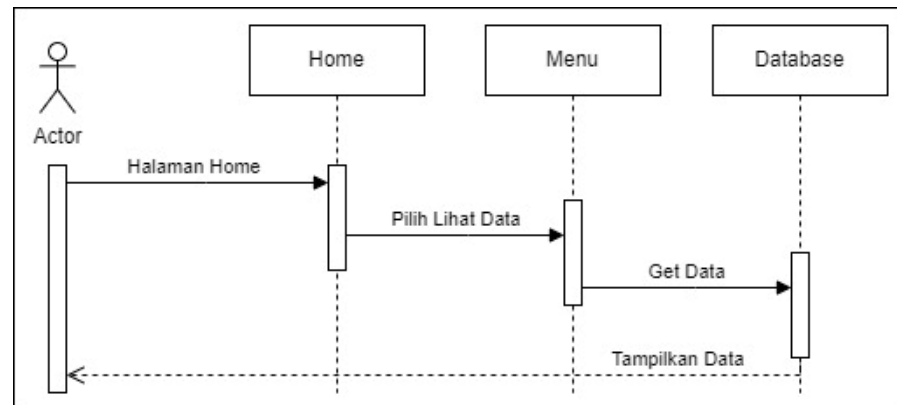 Home
Menu
Database
Actor
Halaman Home
Pilih Lihat Data
Get Data
Tampilkan Data